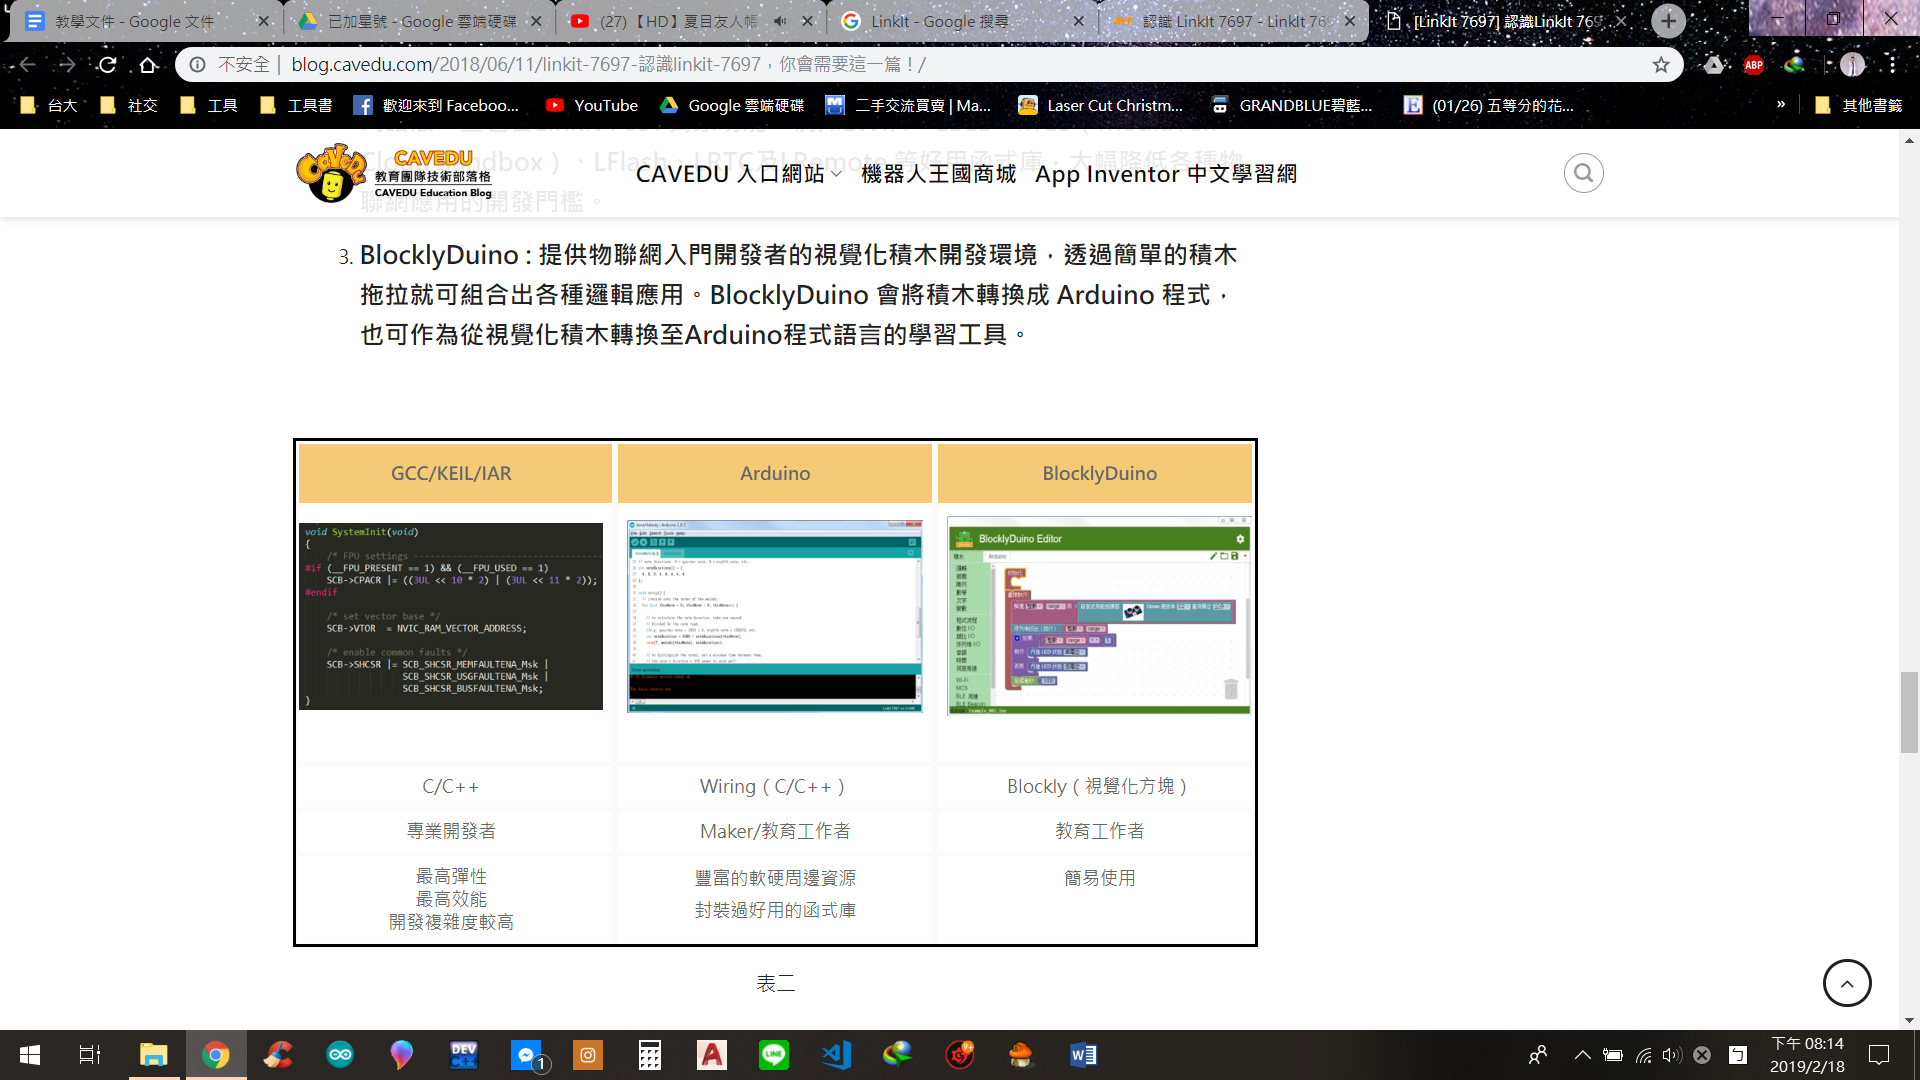 教學文件 - Google 文件
已加星號 - Google 雲端硬碟
(27) 【HD】夏目友人帳
LinkIt - Google 搜尋
認識 LinkIt 7697 - LinkIt 769
[LinkIt 7697] 認識LinkIt 769
不安全 | blog.cavedu.com/2018/06/11/linkit-7697-認識linkit-7697，你會需要這一篇！/
ABP
台大
社交
工具
工具書
歡迎來到 Faceboo...
YouTube
Google 雲端硬碟
二手交流買賣 | Ma...
Laser Cut Christm...
GRANDBLUE碧藍...
(01/26) 五等分的花...
»
其他書籤
CAVEDU
教育團隊技術部落格
CAVEDU Education Blog
CAVEDU 入口網站
機器人王國商城
App Inventor 中文學習網
聯網應用的開發門檻。
3. BlocklyDuino : 提供物聯網入門開發者的視覺化積木開發環境，透過簡單的積木
拖拉就可組合出各種邏輯應用。BlocklyDuino 會將積木轉換成 Arduino 程式，
也可作為從視覺化積木轉換至Arduino程式語言的學習工具。
GCC/KEIL/IAR
Arduino
BlocklyDuino
void SystemInit(void)
{
/* FPU settings ---
#if (__FPU_PRESENT == 1) && (__FPU_USED == 1)
SCB->CPACR |= ((3UL << 10 * 2) | (3UL << 11 * 2));
#endif
/* set vector base */
SCB->VTOR = NVIC_RAM_VECTOR_ADDRESS;
/* enable common faults */
SCB->SHCSR |= SCB_SHCSR_MEMFAULTENA_Msk |
SCB_SHCSR_USGFAULTENA_Msk |
SCB_SHCSR_BUSFAULTENA_Msk;
}
BlocklyDuino Editor
Arduino
C/C++
Wiring ( C/C++ )
Blockly ( 視覺化方塊 )
專業開發者
Maker/教育工作者
教育工作者
最高彈性
最高效能
開發複雜度較高
豐富的軟硬周邊資源
封裝過好用的函式庫
簡易使用
表二
DEV
C++
1
LINE
下午 08:14
2019/2/18